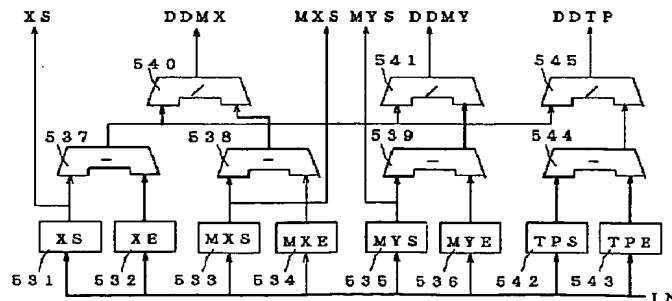 XS DDMX MXS MYS DDMY DDTP
540 541 545
/ / /
537 538 539 544
- - - -
XS XE MXS MXE MYS MYE TPS TPE
531 532 533 534 535 536 542 543